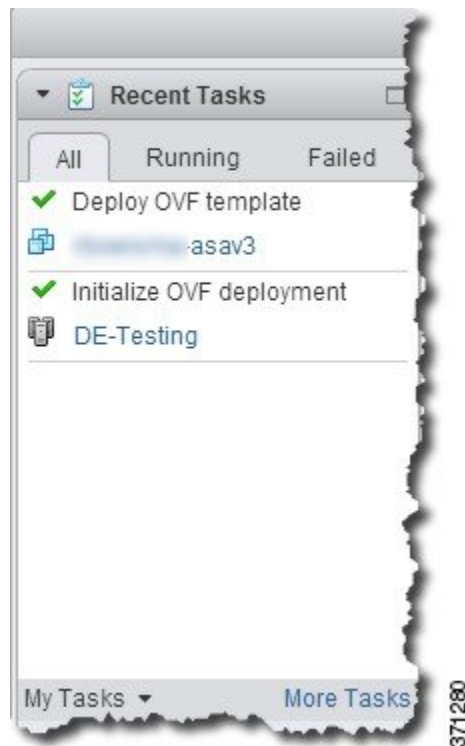 Recent Tasks
All Running Failed
Deploy OVF template
-asav3
Initialize OVF deployment
DE-Testing
My Tasks More Tasks
371280